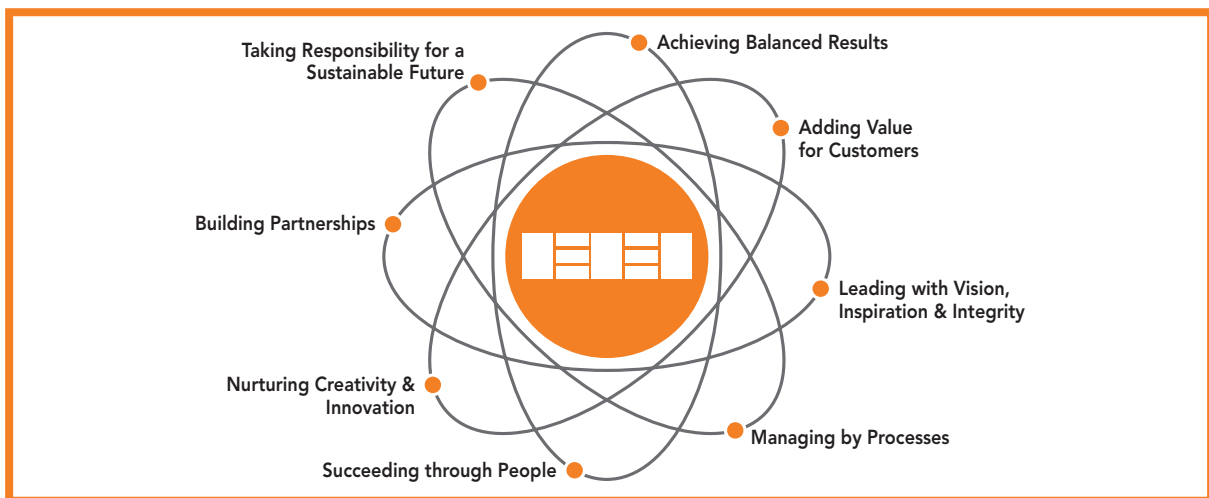 Achieving Balanced Results
Taking Responsibility for a
Sustainable Future
Adding Value
for Customers
Building Partnerships
Leading with Vision,
Inspiration & Integrity
Nurturing Creativity &
Innovation
Managing by Processes
Succeeding through People